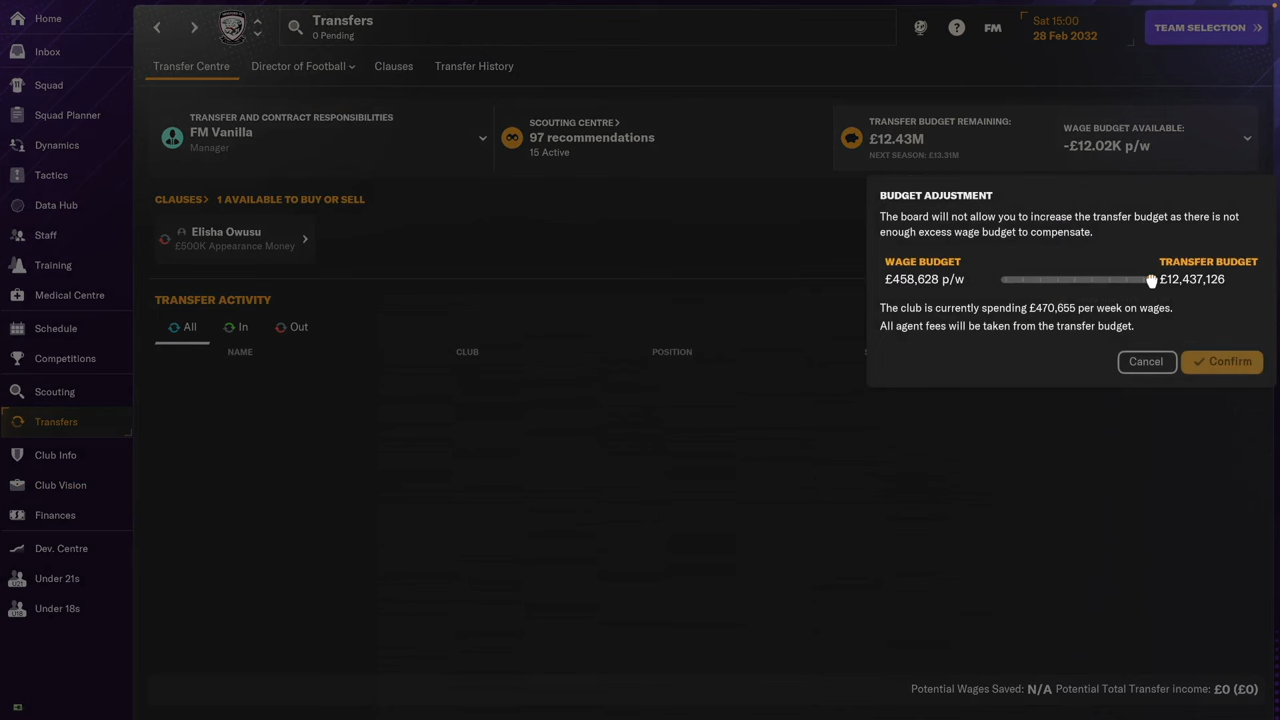 Home
Inbox
Squad
Squad Planner
Dynamics
Tactics
Data Hub
Staff
Training
Medical Centre
Schedule
Competitions
Scouting
Transfers
Club Info
Club Vision
Finances
Dev. Centre
Under 21s
Under 18s
Transfers
0 Pending
FM
Sat 15:00
28 Feb 2032
TEAM SELECTION
Transfer Centre
Director of Football
Clauses
Transfer History
TRANSFER AND CONTRACT RESPONSIBILITIES
FM Vanilla
Manager
SCOUTING CENTRE
97 recommendations
15 Active
TRANSFER BUDGET REMAINING:
£12.43M
NEXT SEASON: £13.31M
WAGE BUDGET AVAILABLE:
-£12.02K p/w
CLAUSES 1 AVAILABLE TO BUY OR SELL
Elisha Owusu
£500K Appearance Money
TRANSFER ACTIVITY
All In Out
NAME CLUB POSITION
BUDGET ADJUSTMENT
The board will not allow you to increase the transfer budget as there is not
enough excess wage budget to compensate.
WAGE BUDGET TRANSFER BUDGET
£458,628 p/w £12,437,126
The club is currently spending £470,655 per week on wages.
All agent fees will be taken from the transfer budget.
Cancel Confirm
Potential Wages Saved: N/A Potential Total Transfer income: £0 (£0)